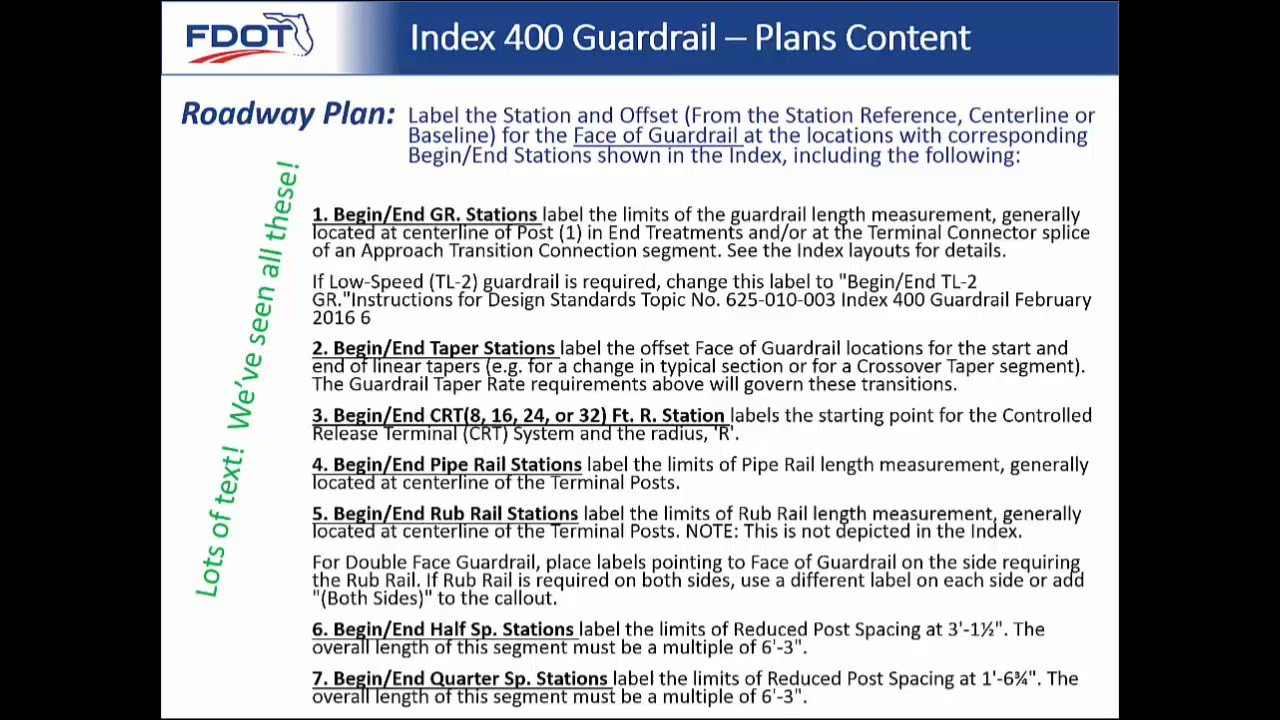 FDOT
Index 400 Guardrail – Plans Content
Roadway Plan:
Label the Station and Offset (From the Station Reference, Centerline or
Baseline) for the Face of Guardrail at the locations with corresponding
Begin/End Stations shown in the Index, including the following:
Lots of text! We've seen all these!
1. Begin/End GR. Stations label the limits of the guardrail length measurement, generally
located at centerline of Post (1) in End Treatments and/or at the Terminal Connector splice
of an Approach Transition Connection segment. See the Index layouts for details.
If Low-Speed (TL-2) guardrail is required, change this label to "Begin/End TL-2
GR."Instructions for Design Standards Topic No. 625-010-003 Index 400 Guardrail February
2016 6
2. Begin/End Taper Stations label the offset Face of Guardrail locations for the start and
end of linear tapers (e.g. for a change in typical section or for a Crossover Taper segment).
The Guardrail Taper Rate requirements above will govern these transitions.
3. Begin/End CRT(8, 16, 24, or 32) Ft. R. Station labels the starting point for the Controlled
Release Terminal (CRT) System and the radius, 'R'.
4. Begin/End Pipe Rail Stations label the limits of Pipe Rail length measurement, generally
located at centerline of the Terminal Posts.
5. Begin/End Rub Rail Stations label the limits of Rub Rail length measurement, generally
located at centerline of the Terminal Posts. NOTE: This is not depicted in the Index.
For Double Face Guardrail, place labels pointing to Face of Guardrail on the side requiring
the Rub Rail. If Rub Rail is required on both sides, use a different label on each side or add
"(Both Sides)" to the callout.
6. Begin/End Half Sp. Stations label the limits of Reduced Post Spacing at 3'-1½". The
overall length of this segment must be a multiple of 6'-3".
7. Begin/End Quarter Sp. Stations label the limits of Reduced Post Spacing at 1'-6¾". The
overall length of this segment must be a multiple of 6'-3".